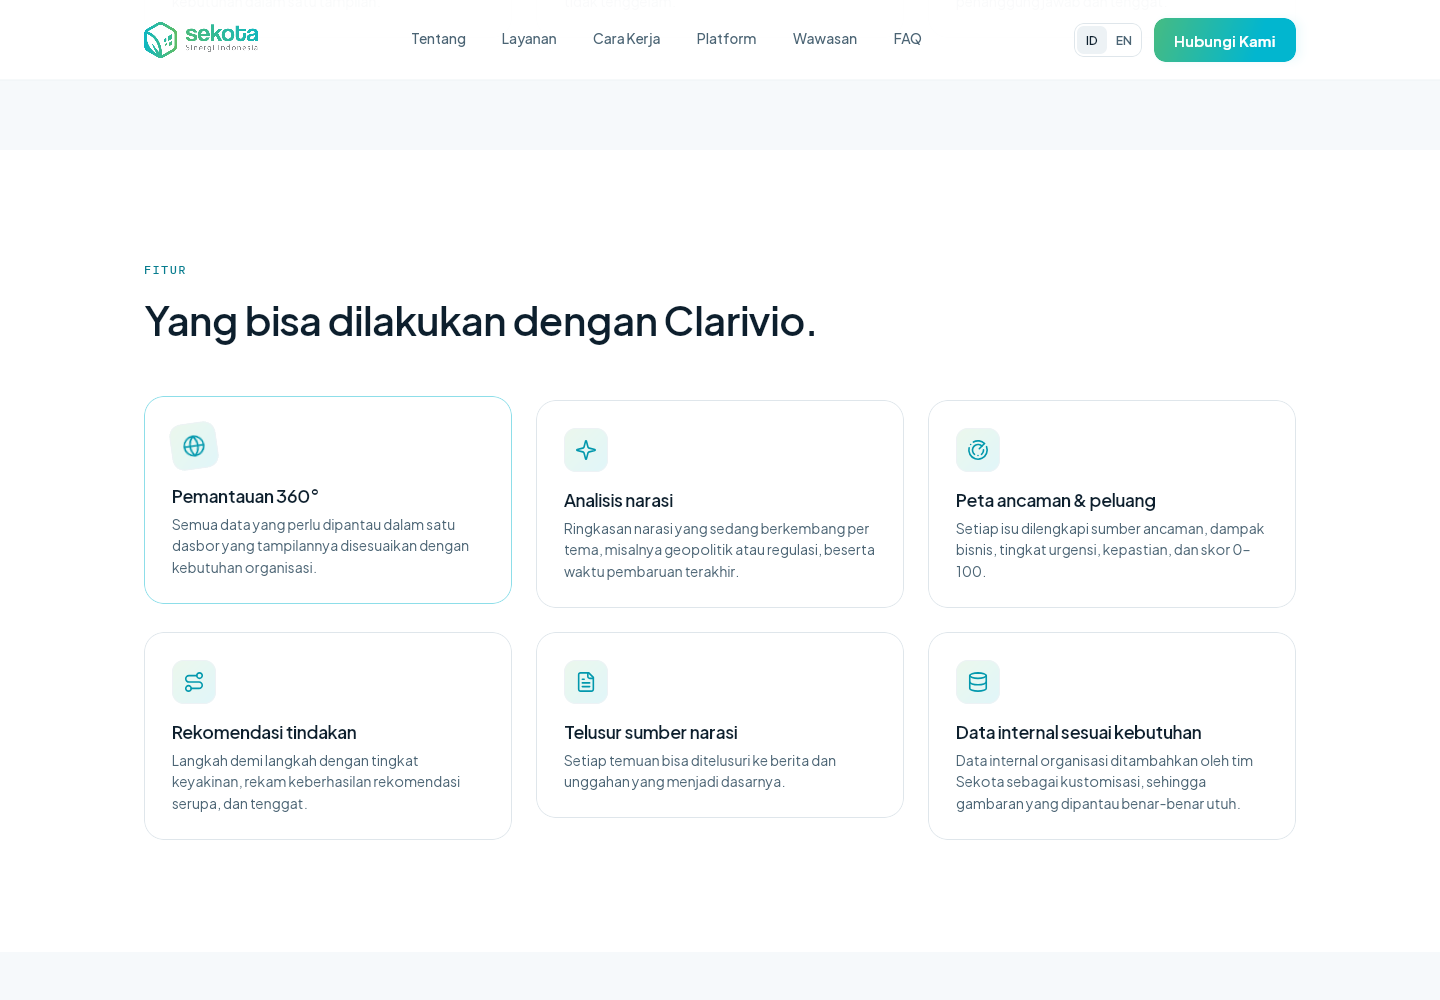 sekota
Sinergi Indonesia
Tentang
Layanan
Cara Kerja
Platform
Wawasan
FAQ
ID
EN
Hubungi Kami
FITUR
Yang bisa dilakukan dengan Clarivio.
Pemantauan 360°
Semua data yang perlu dipantau dalam satu
dasbor yang tampilannya disesuaikan dengan
kebutuhan organisasi.
Analisis narasi
Ringkasan narasi yang sedang berkembang per
tema, misalnya geopolitik atau regulasi, beserta
waktu pembaruan terakhir.
Peta ancaman & peluang
Setiap isu dilengkapi sumber ancaman, dampak
bisnis, tingkat urgensi, kepastian, dan skor 0–
100.
Rekomendasi tindakan
Langkah demi langkah dengan tingkat
keyakinan, rekam keberhasilan rekomendasi
serupa, dan tenggat.
Telusur sumber narasi
Setiap temuan bisa ditelusuri ke berita dan
unggahan yang menjadi dasarnya.
Data internal sesuai kebutuhan
Data internal organisasi ditambahkan oleh tim
Sekota sebagai kustomisasi, sehingga
gambaran yang dipantau benar-benar utuh.